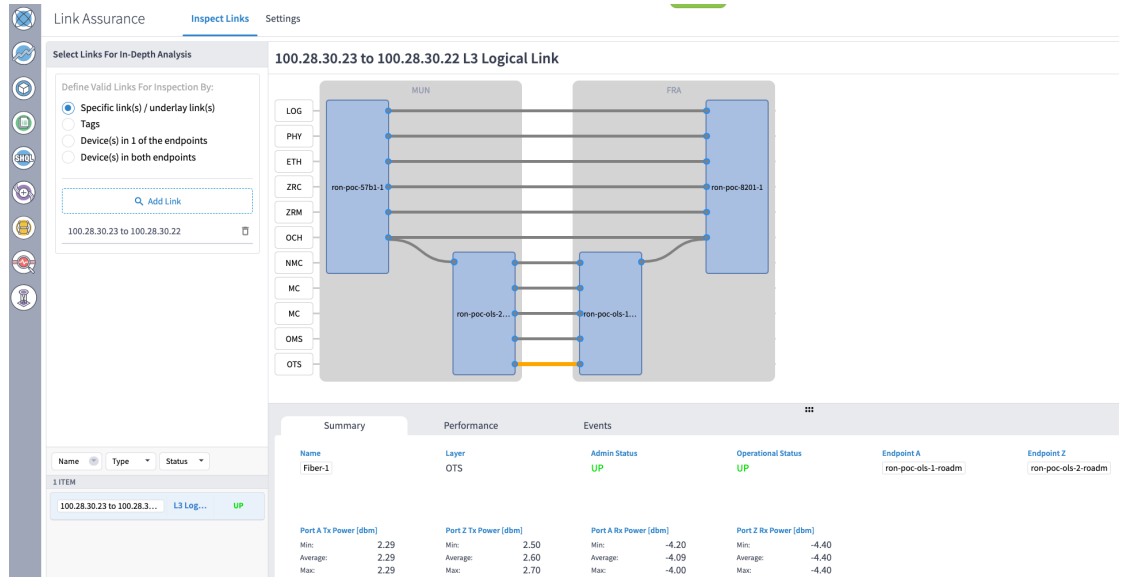 Link Assurance
Inspect Links
Settings
Select Links For In-Depth Analysis
Define Valid Links For Inspection By:
Specific link(s) / underlay link(s)
Tags
Device(s) in 1 of the endpoints
Device(s) in both endpoints
Add Link
100.28.30.23 to 100.28.30.22
Name
Type
Status
1 ITEM
100.28.30.23 to 100.28.3...
L3 Log...
UP
SHQL
100.28.30.23 to 100.28.30.22 L3 Logical Link
MUN
FRA
LOG
PHY
ETH
ZRC
ZRM
OCH
NMC
MC
MC
OMS
OTS
ron-poc-57b1-1
ron-poc-8201-1
ron-poc-ols-2...
ron-poc-ols-1...
Summary
Performance
Events
Name
Layer
Admin Status
Operational Status
Endpoint A
Endpoint Z
Fiber-1
OTS
UP
UP
ron-poc-ols-1-roadm
ron-poc-ols-2-roadm
Port A Tx Power [dbm]
Min: 2.29
Average: 2.29
Max: 2.29
Port Z Tx Power [dbm]
Min: 2.50
Average: 2.60
Max: 2.70
Port A Rx Power [dbm]
Min: -4.20
Average: -4.09
Max: -4.00
Port Z Rx Power [dbm]
Min: -4.40
Average: -4.40
Max: -4.40